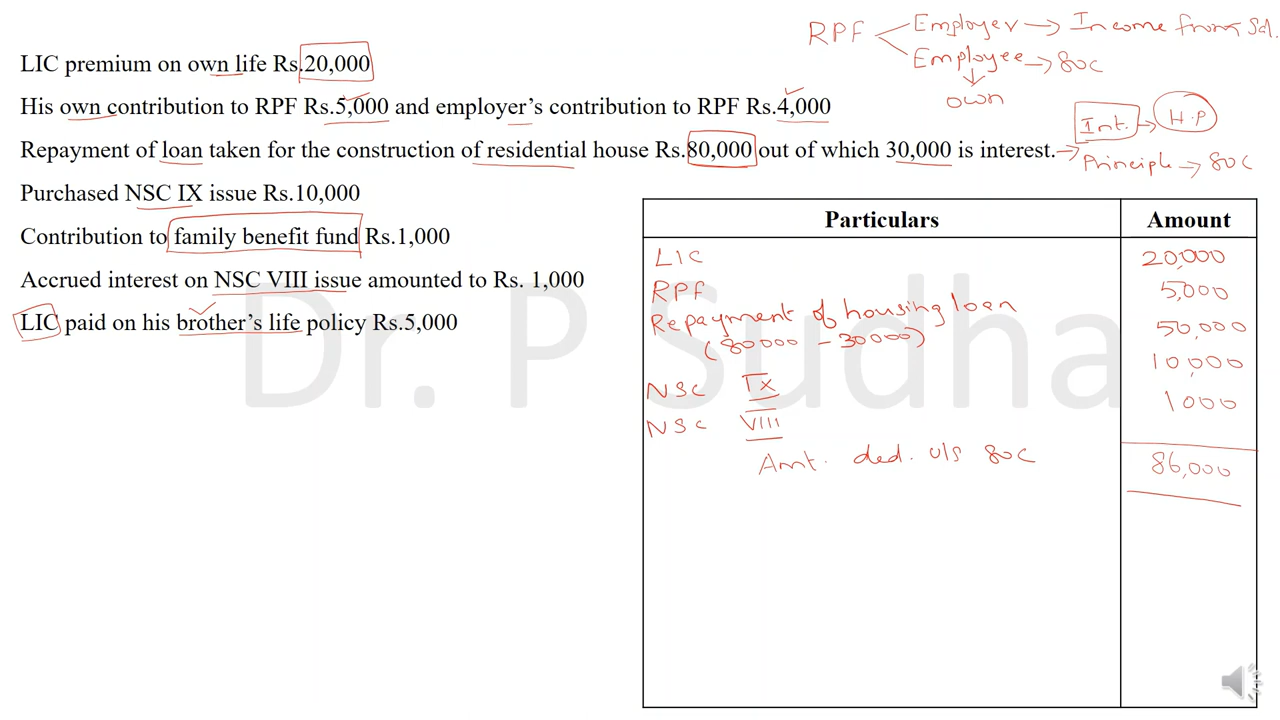 RPF Employer → Income from Sal.
Employee → 80C
own
LIC premium on own life Rs.20,000
His own contribution to RPF Rs.5,000 and employer’s contribution to RPF Rs.4,000
Int. → H.P
Repayment of loan taken for the construction of residential house Rs.80,000 out of which 30,000 is interest.
Principle → 80C
Purchased NSC IX issue Rs.10,000
Contribution to family benefit fund Rs.1,000
Accrued interest on NSC VIII issue amounted to Rs. 1,000
LIC paid on his brother’s life policy Rs.5,000
Particulars Amount
LIC 20,000
RPF 5,000
Repayment of housing loan 50,000
(80000 - 30000)
NSC IX 10,000
NSC VIII 1000
Amt. ded. u/s 80C 86,000
Dr. P Sudha